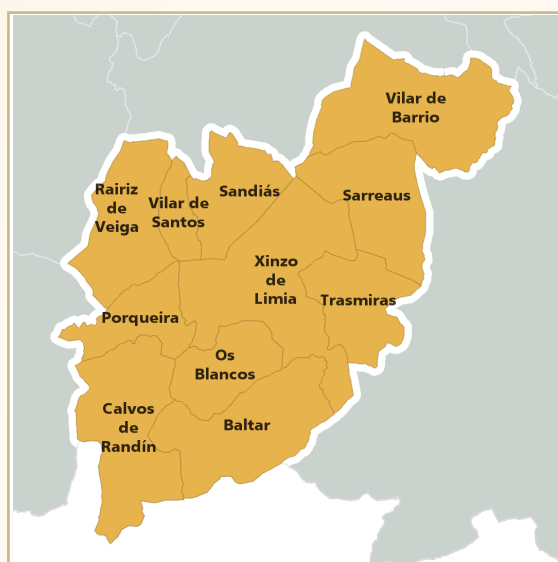 Vilar de
Barrio
Rairiz
de
Veiga
Vilar de
Santos
Sandiás
Sarreaus
Xinzo
de
Limia
Trasmiras
Porqueira
Os
Blancos
Calvos
de
Randín
Baltar